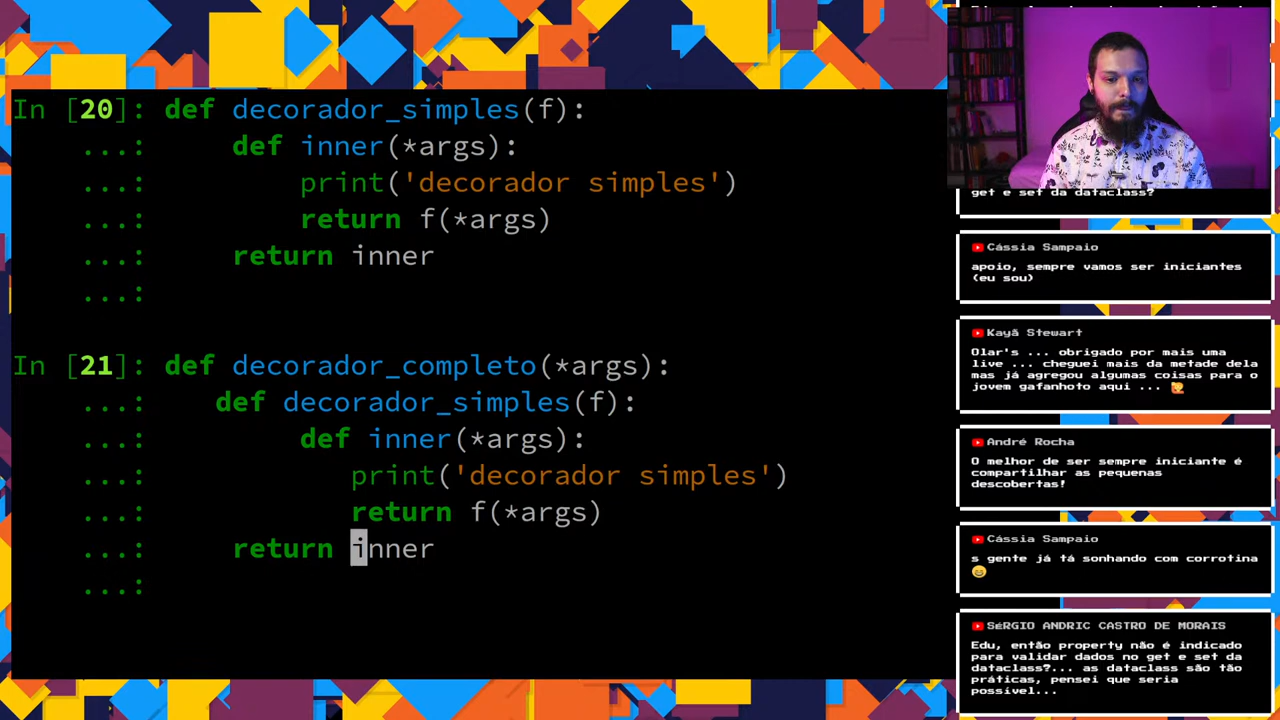 In [20]: def decorador_simples(f):
...: def inner(*args):
...: print('decorador simples')
...: return f(*args)
...: return inner
...:
In [21]: def decorador_completo(*args):
...: def decorador_simples(f):
...: def inner(*args):
...: print('decorador simples')
...: return f(*args)
...: return inner
...:
get e set da dataclass?
Cássia Sampaio
apoio, sempre vamos ser iniciantes
(eu sou)
Kayã Stewart
Olar's ... obrigado por mais uma
live ... cheguei mais da metade dela
mas já agregou algumas coisas para o
jovem gafanhoto aqui ...
André Rocha
O melhor de ser sempre iniciante é
compartilhar as pequenas
descobertas!
Cássia Sampaio
s gente já tá sonhando com corrotina
SéRGIO ANDRIC CASTRO DE MORAIS
Edu, então property não é indicado
para validar dados no get e set da
dataclass?... as dataclass são tão
práticas, pensei que seria
possível...